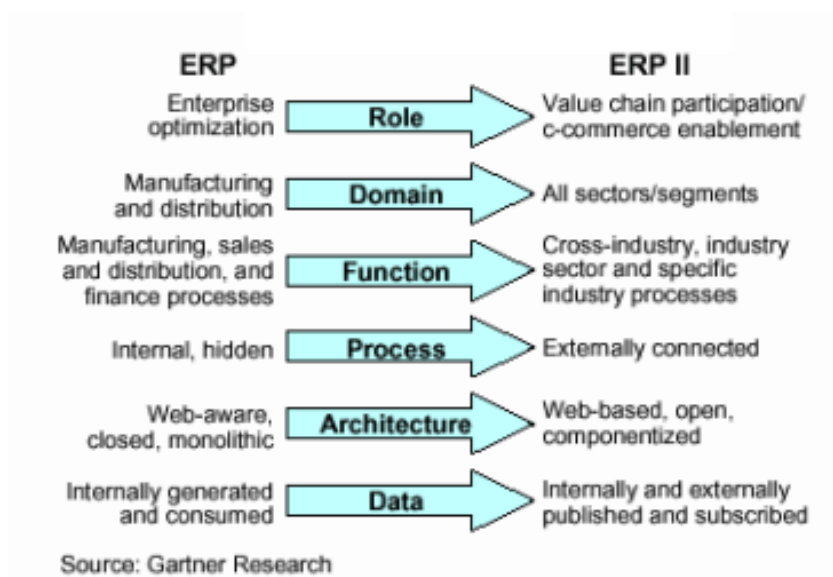 ERP
ERP II
Enterprise
optimization
Role
Value chain participation/
c-commerce enablement
Manufacturing
and distribution
Domain
All sectors/segments
Manufacturing, sales
and distribution, and
finance processes
Function
Cross-industry, industry
sector and specific
industry processes
Internal, hidden
Process
Externally connected
Web-aware,
closed, monolithic
Architecture
Web-based, open,
componentized
Internally generated
and consumed
Data
Internally and externally
published and subscribed
Source: Gartner Research